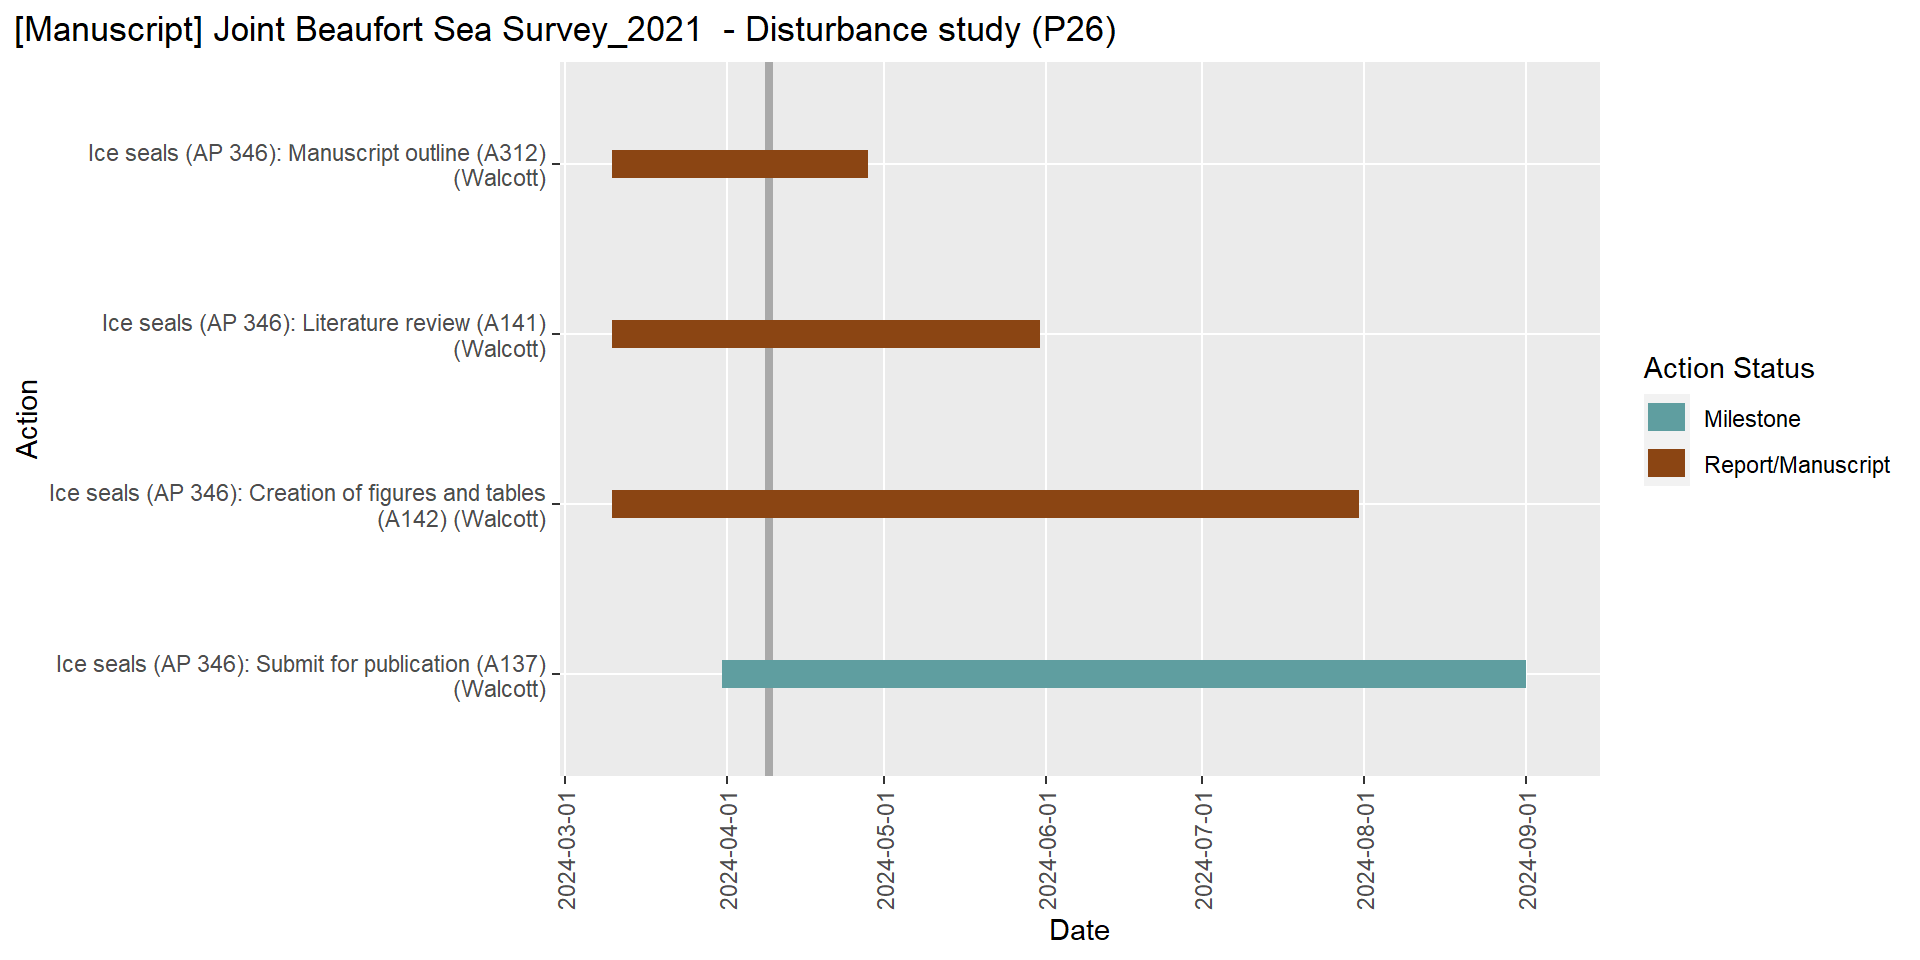 [Manuscript] Joint Beaufort Sea Survey_2021  - Disturbance study (P26)
Action
Ice seals (AP 346): Manuscript outline (A312)
(Walcott)
Ice seals (AP 346): Literature review (A141)
(Walcott)
Ice seals (AP 346): Creation of figures and tables
(A142) (Walcott)
Ice seals (AP 346): Submit for publication (A137)
(Walcott)
2024-03-01
2024-04-01
2024-05-01
2024-06-01
2024-07-01
2024-08-01
2024-09-01
Date
Action Status
Milestone
Report/Manuscript